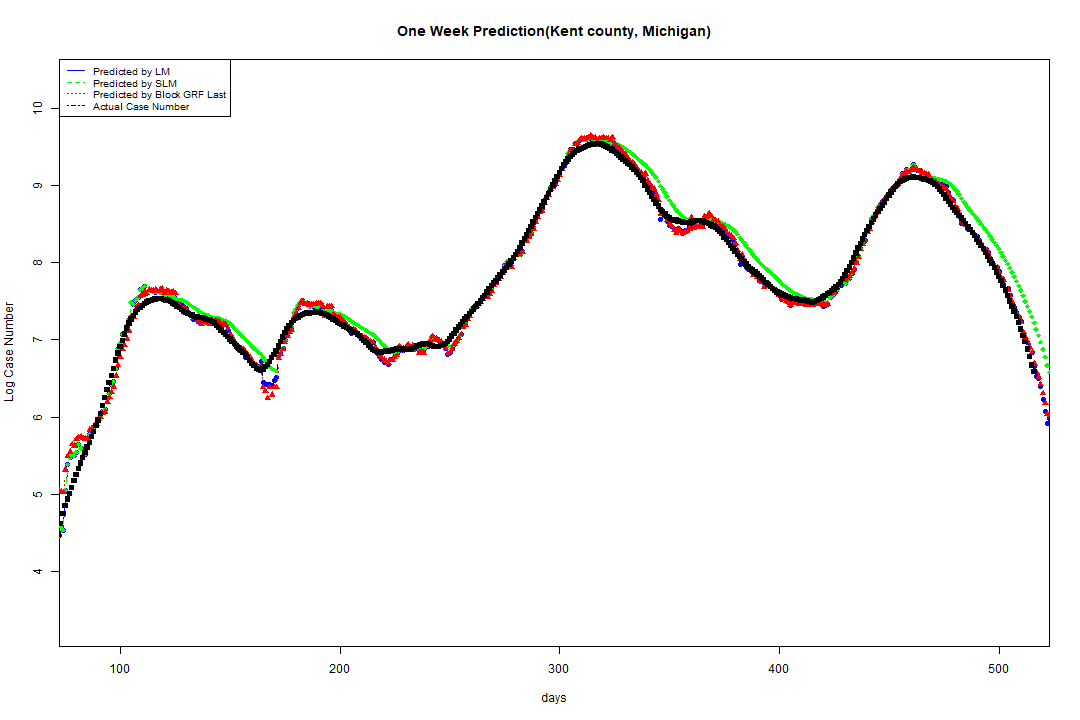 One Week Prediction(Kent county, Michigan)
Predicted by LM
Predicted by SLM
Predicted by Block GRF Last
Actual Case Number
10
9
8
7
6
5
4
Log Case Number
100 200 300 400 500
days